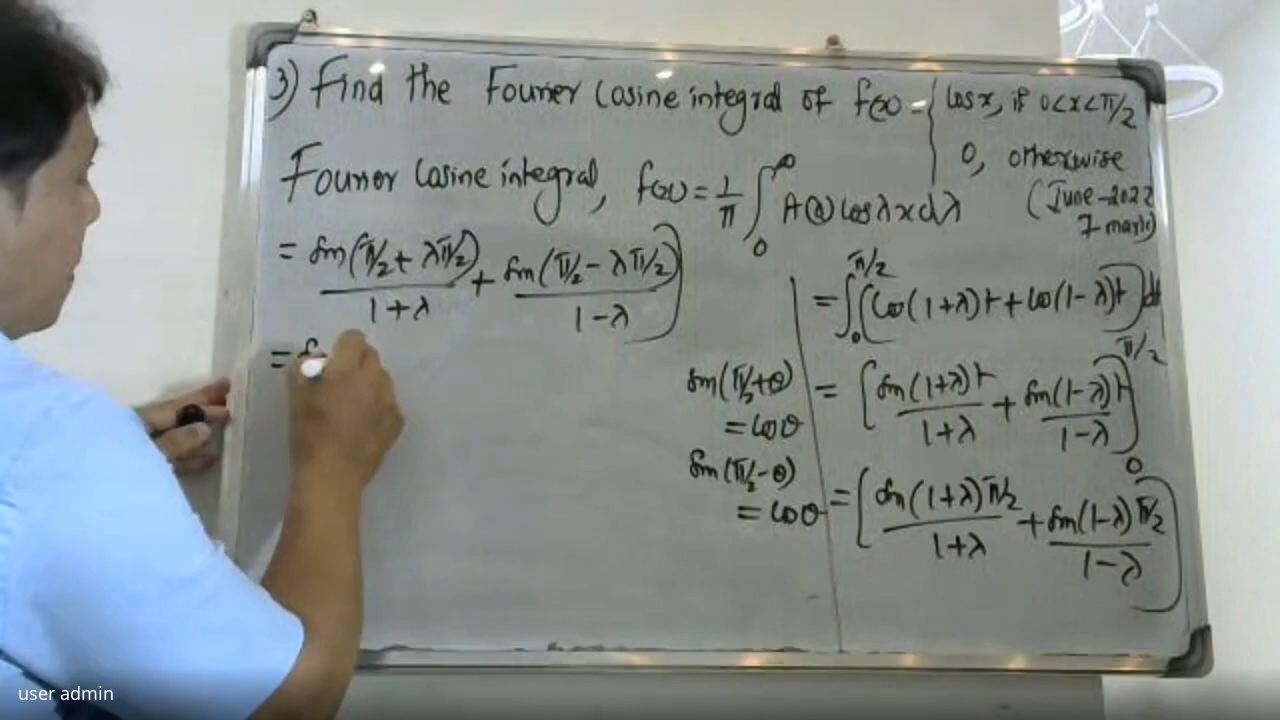 3) Find the Fourier Cosine integral of f(x) = { cos x, if 0<x<π/2
0, otherwise
(June-2022
7 marks)
Fourier Cosine integral, f(x) = 1/π ∫₀^∞ A(λ) cos λx dλ
= sin(π/2 + λπ/2)/(1+λ) + sin(π/2 − λπ/2)/(1−λ) ]
=
sin(π/2+θ)
= cosθ
sin(π/2−θ)
= cosθ
= ∫₀^π/2 [cos(1+λ)t + cos(1−λ)t] dt
= [sin(1+λ)t/(1+λ) + sin(1−λ)t/(1−λ)]₀^π/2
= [sin(1+λ)π/2/(1+λ) + sin(1−λ)π/2/(1−λ)]
user admin